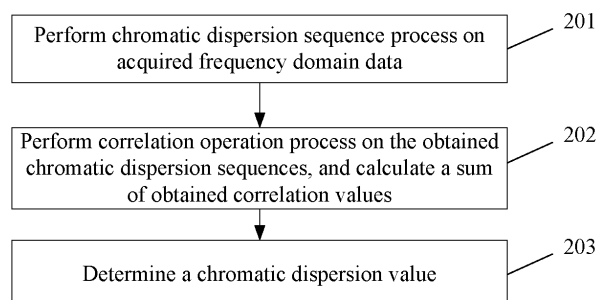 Perform chromatic dispersion sequence process on
acquired frequency domain data
201
Perform correlation operation process on the obtained
chromatic dispersion sequences, and calculate a sum
of obtained correlation values
202
Determine a chromatic dispersion value
203